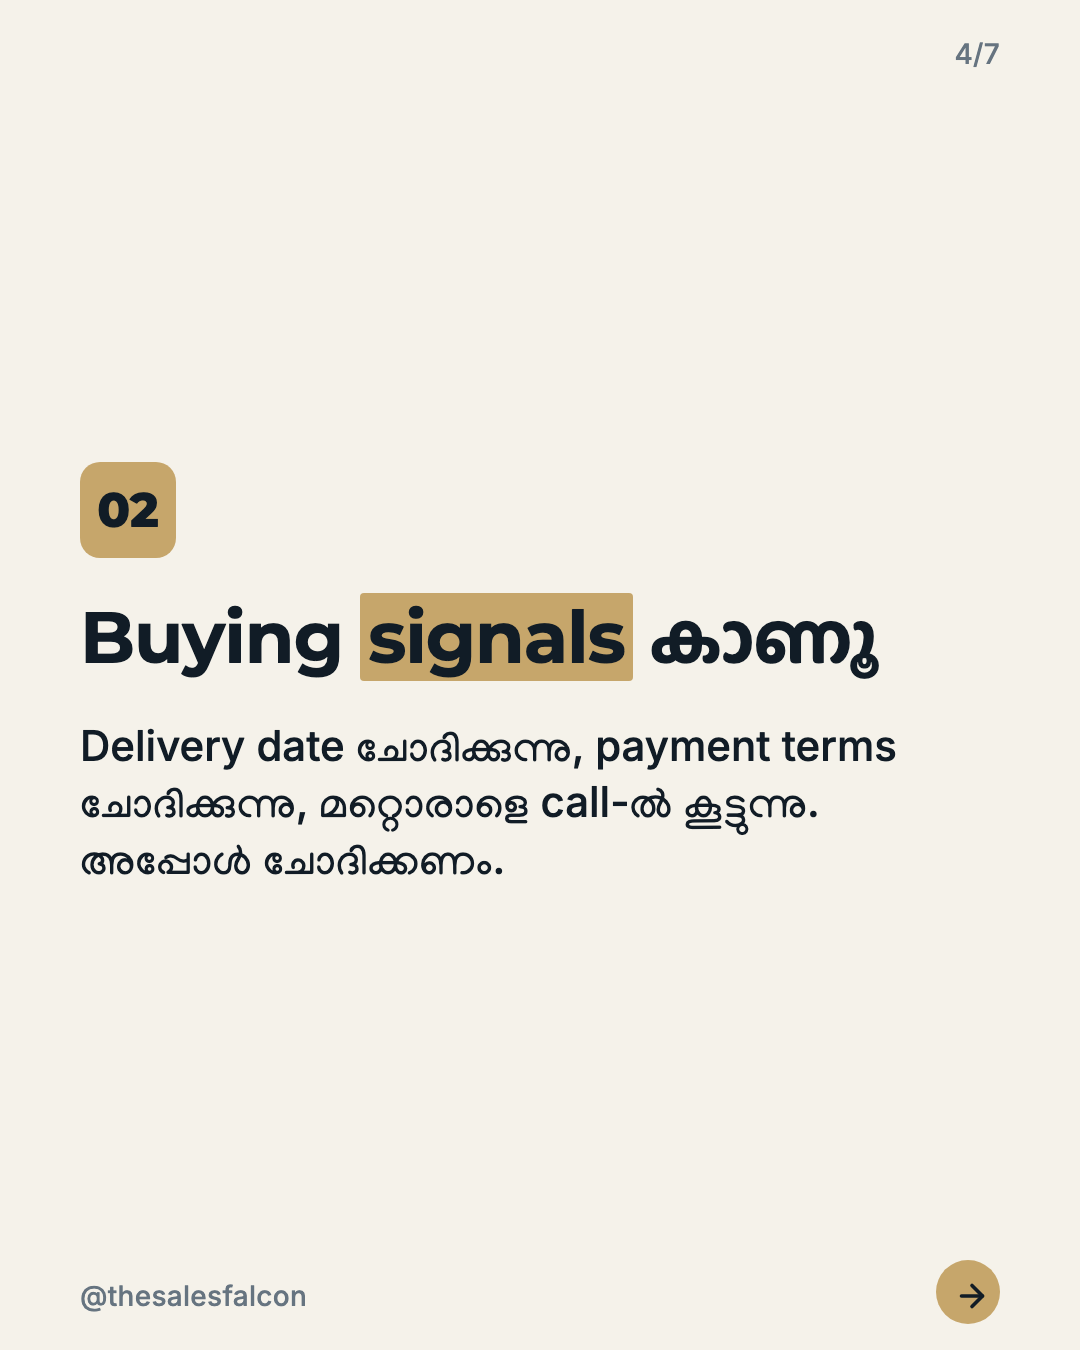 4/7
02
Buying signals കാണൂ
Delivery date ചോദിക്കുന്നു, payment terms
ചോദിക്കുന്നു, മറ്റൊരാളെ call-ൽ കൂട്ടുന്നു.
അപ്പോൾ ചോദിക്കണം.
@thesalesfalcon